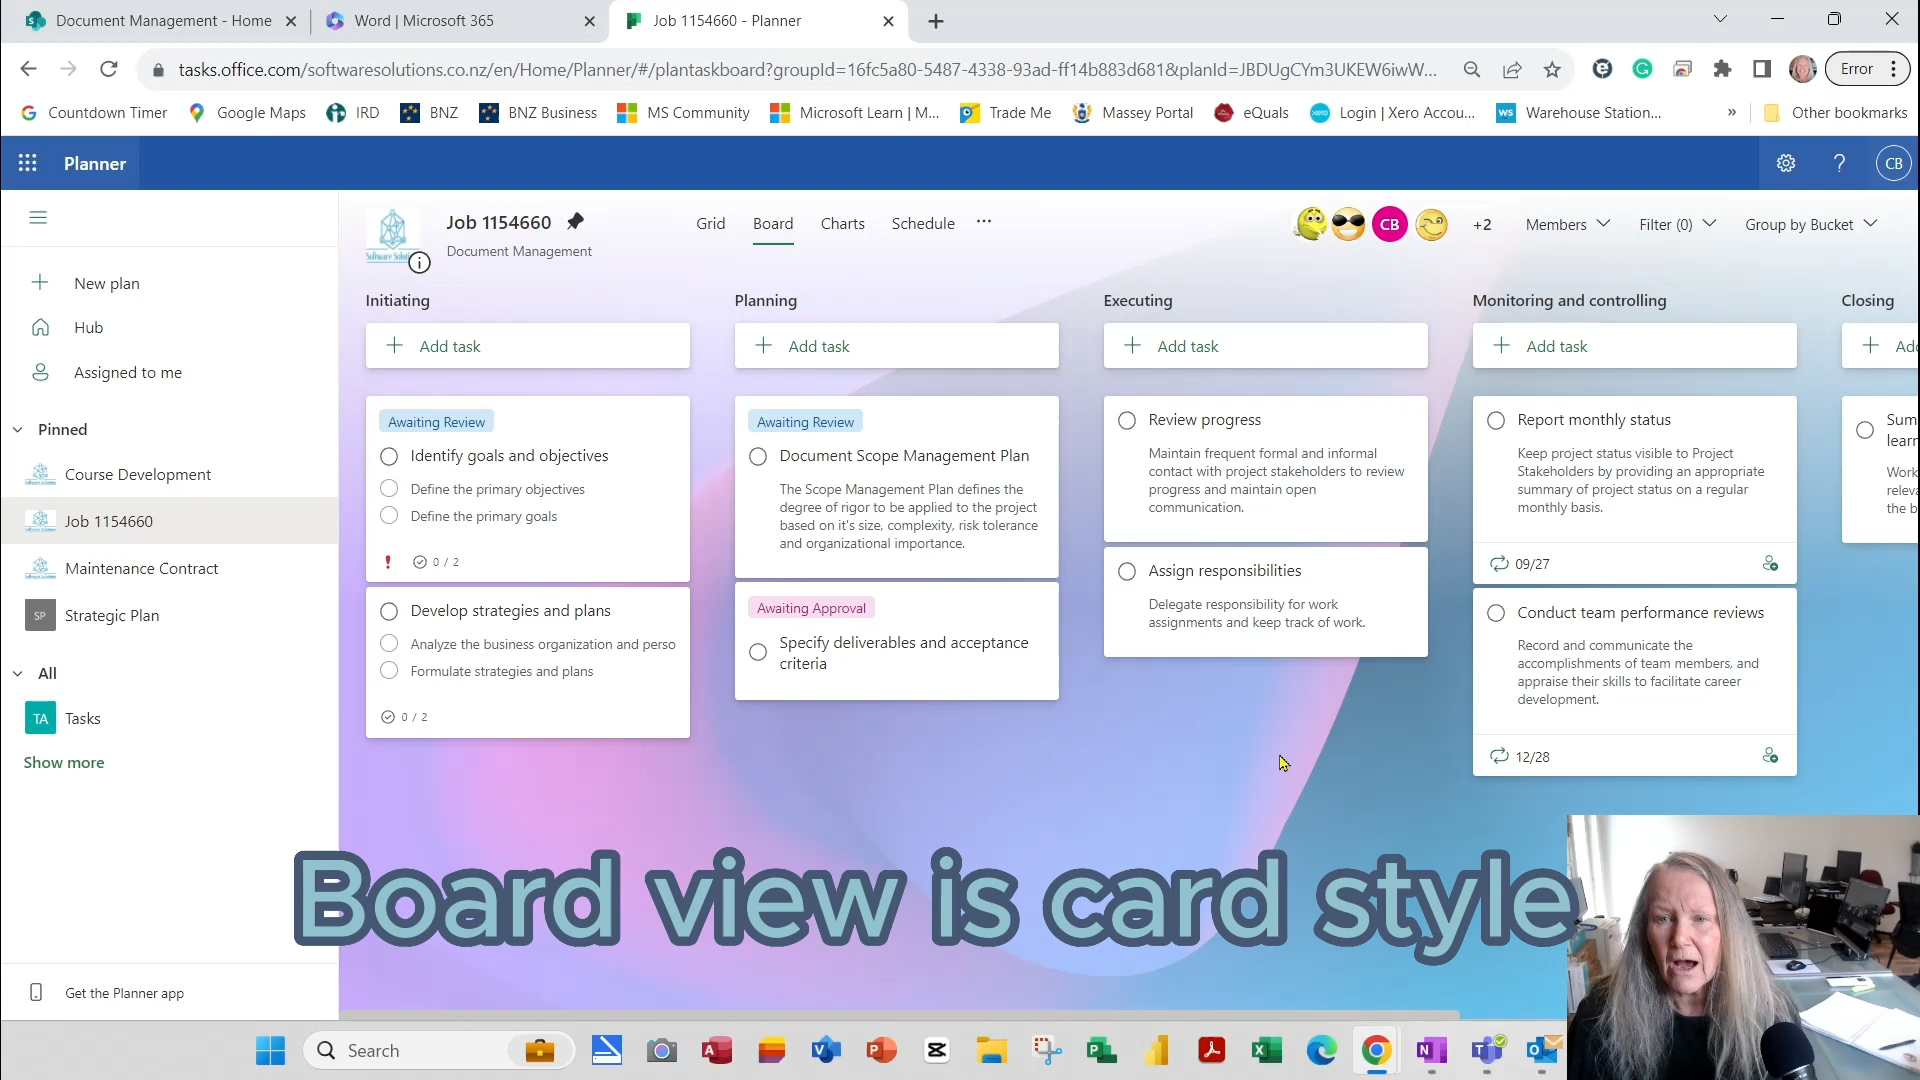 Document Management - Home
Word | Microsoft 365
Job 1154660 - Planner
tasks.office.com/softwaresolutions.co.nz/en/Home/Planner/#/plantaskboard?groupId=16fc5a80-5487-4338-93ad-ff14b883d681&planId=JBDUgCYm3UKEW6iwW...
Error
Countdown Timer
Google Maps
IRD
BNZ
BNZ Business
MS Community
Microsoft Learn | M...
Trade Me
Massey Portal
eQuals
Login | Xero Accou...
WS
Warehouse Station...
»
Other bookmarks
Planner
?
CB
New plan
Hub
Assigned to me
Pinned
Course Development
Job 1154660
Maintenance Contract
SP
Strategic Plan
All
TA
Tasks
Show more
Get the Planner app
Job 1154660
Document Management
Grid
Board
Charts
Schedule
...
CB
+2
Members
Filter (0)
Group by Bucket
Initiating
Add task
Awaiting Review
Identify goals and objectives
Define the primary objectives
Define the primary goals
0 / 2
Develop strategies and plans
Analyze the business organization and perso
Formulate strategies and plans
0 / 2
Planning
Add task
Awaiting Review
Document Scope Management Plan
The Scope Management Plan defines the
degree of rigor to be applied to the project
based on it's size, complexity, risk tolerance
and organizational importance.
Awaiting Approval
Specify deliverables and acceptance
criteria
Executing
Add task
Review progress
Maintain frequent formal and informal
contact with project stakeholders to review
progress and maintain open
communication.
Assign responsibilities
Delegate responsibility for work
assignments and keep track of work.
Monitoring and controlling
Add task
Report monthly status
Keep project status visible to Project
Stakeholders by providing an appropriate
summary of project status on a regular
monthly basis.
09/27
Conduct team performance reviews
Record and communicate the
accomplishments of team members, and
appraise their skills to facilitate career
development.
12/28
Closing
Add
Sum
learn
Work
releva
the b
Board view is card style
Search